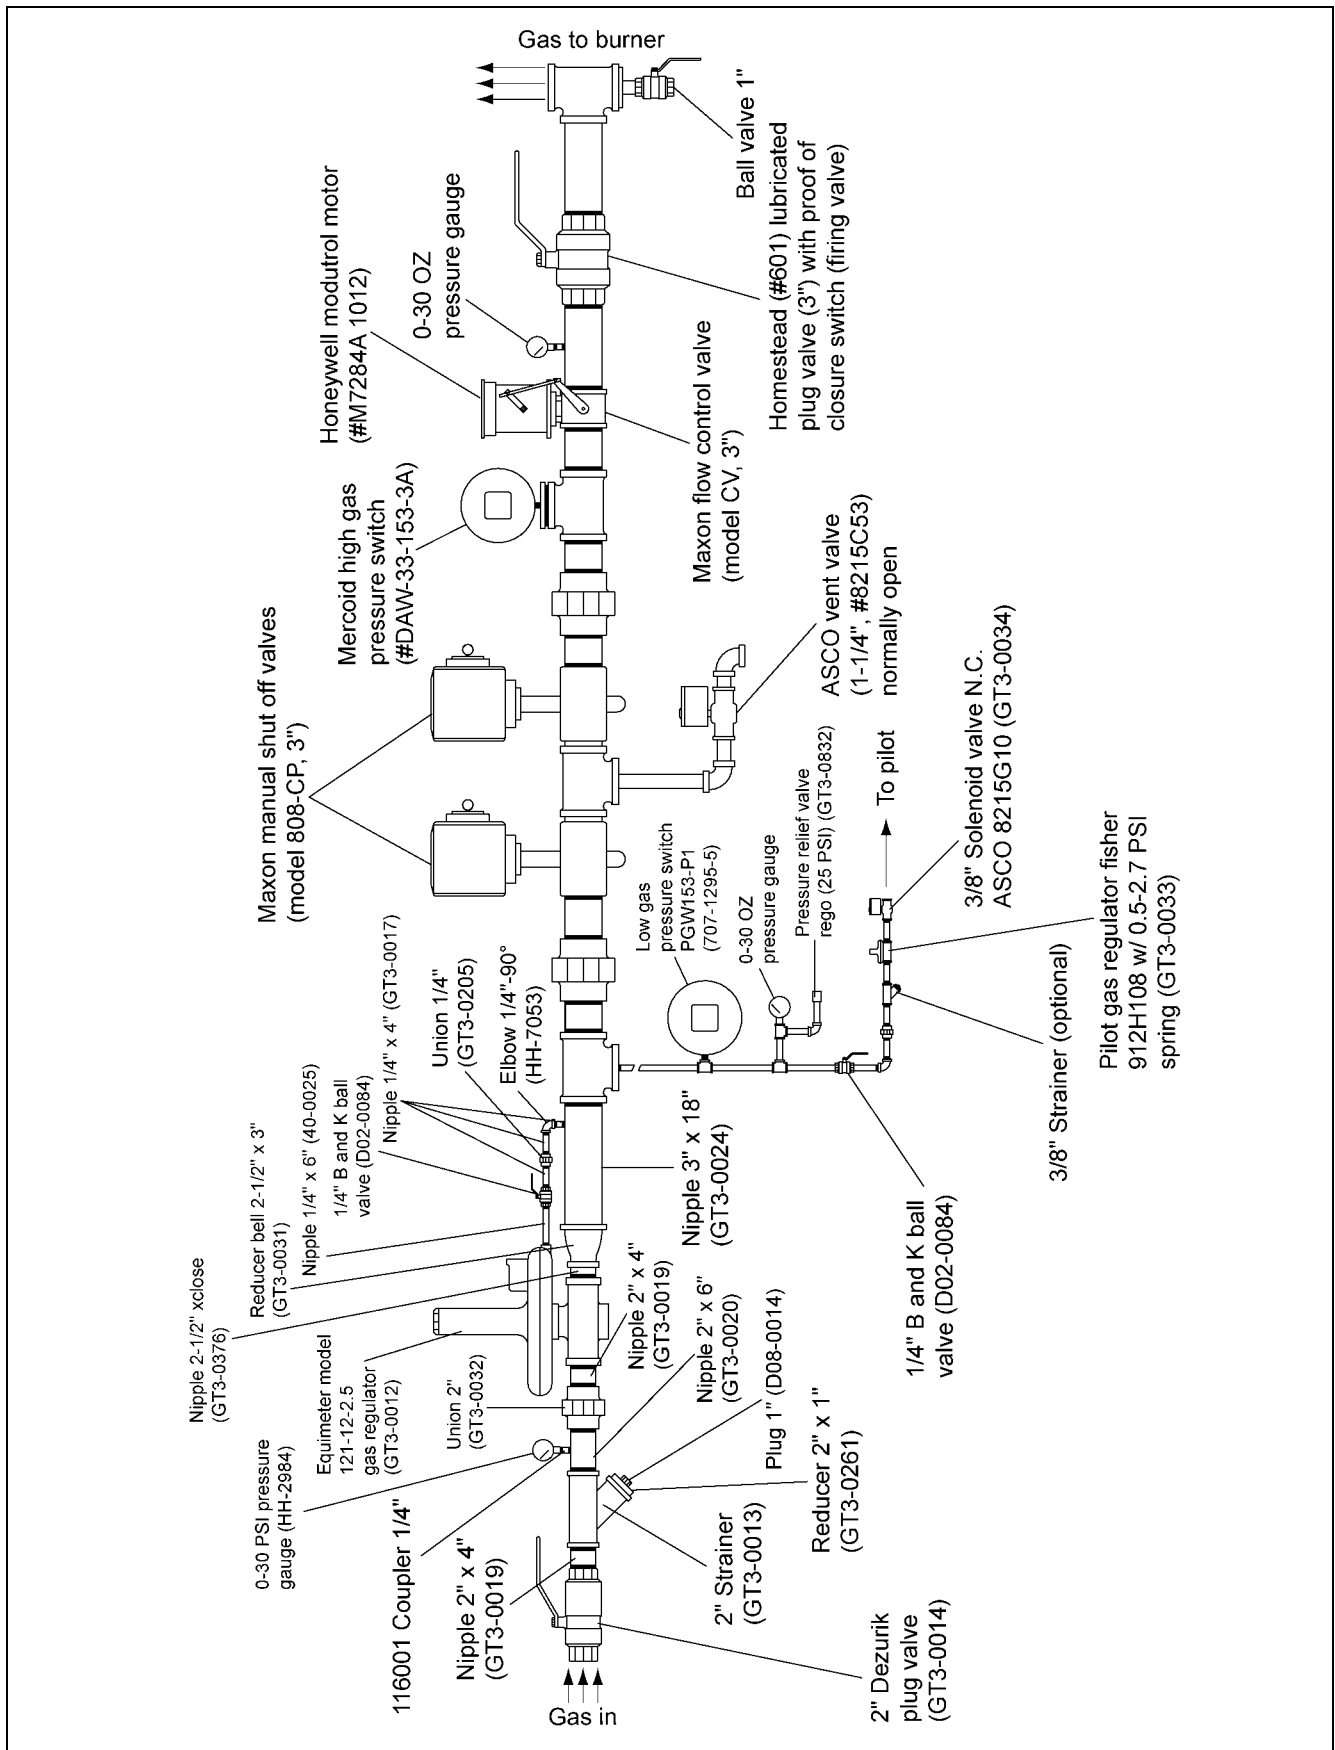 Gas to burner
Ball valve 1"
Homestead (#601) lubricated
plug valve (3") with proof of
closure switch (firing valve)
Honeywell modutrol motor
(#M7284A 1012)
0-30 OZ
pressure gauge
Maxon flow control valve
(model CV, 3")
Mercoid high gas
pressure switch
(#DAW-33-153-3A)
ASCO vent valve
(1-1/4", #8215C53)
normally open
Maxon manual shut off valves
(model 808-CP, 3")
3/8" Solenoid valve N.C.
ASCO 8215G10 (GT3-0034)
To pilot
Pressure relief valve
rego (25 PSI) (GT3-0832)
0-30 OZ
pressure gauge
Low gas
pressure switch
PGW153-P1
(707-1295-5)
Pilot gas regulator fisher
912H108 w/ 0.5-2.7 PSI
spring (GT3-0033)
3/8" Strainer (optional)
1/4" B and K ball
valve (D02-0084)
Elbow 1/4"-90°
(HH-7053)
Union 1/4"
(GT3-0205)
Nipple 1/4" x 4" (GT3-0017)
1/4" B and K ball
valve (D02-0084)
Nipple 1/4" x 6" (40-0025)
Reducer bell 2-1/2" x 3"
(GT3-0031)
Nipple 2-1/2" xclose
(GT3-0376)
Nipple 3" x 18"
(GT3-0024)
Nipple 2" x 4"
(GT3-0019)
Nipple 2" x 6"
(GT3-0020)
Plug 1" (D08-0014)
Reducer 2" x 1"
(GT3-0261)
Equimeter model
121-12-2.5
gas regulator
(GT3-0012)
Union 2"
(GT3-0032)
0-30 PSI pressure
gauge (HH-2984)
116001 Coupler 1/4"
Nipple 2" x 4"
(GT3-0019)
2" Strainer
(GT3-0013)
2" Dezurik
plug valve
(GT3-0014)
Gas in